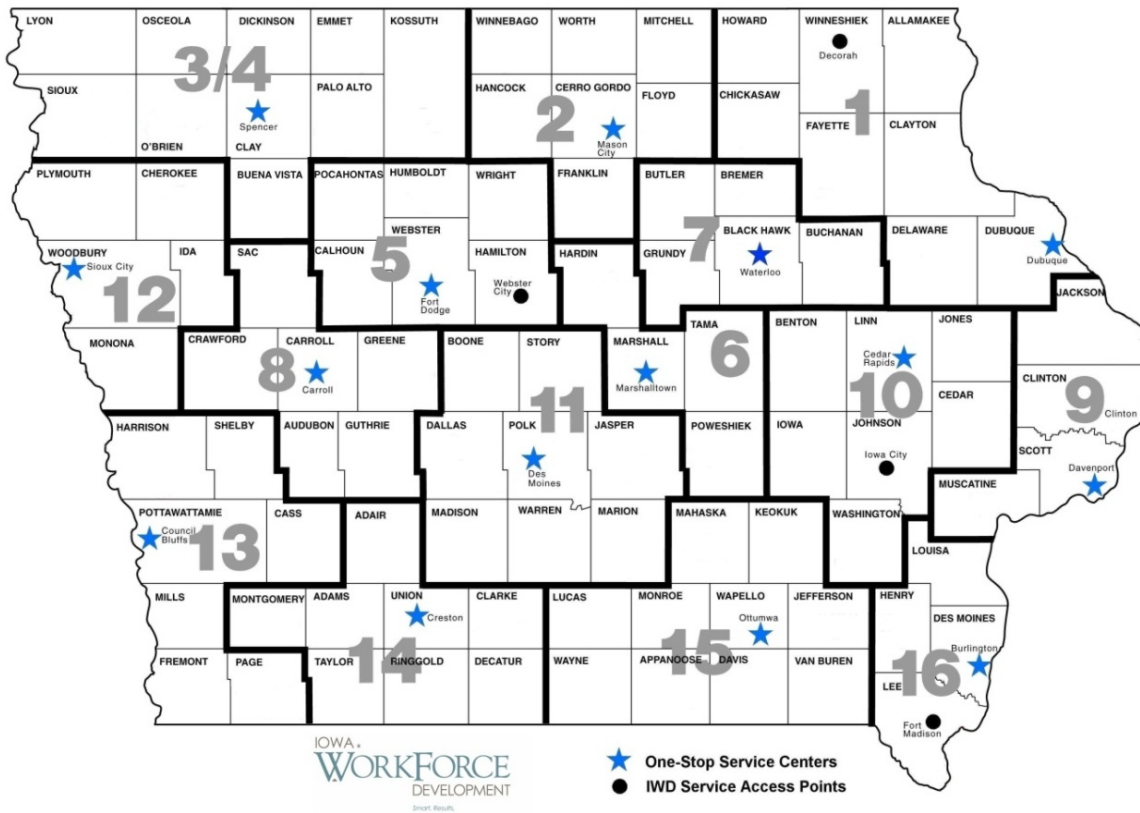 LYON
OSCEOLA
DICKINSON
EMMET
KOSSUTH
WINNEBAGO
WORTH
MITCHELL
HOWARD
WINNESHIEK
ALLAMAKEE
Decorah
3/4
SIOUX
PALO ALTO
HANCOCK
CERRO GORDO
FLOYD
CHICKASAW
2
1
Spencer
Mason
City
FAYETTE
CLAYTON
O'BRIEN
CLAY
PLYMOUTH
CHEROKEE
BUENA VISTA
POCAHONTAS
HUMBOLDT
WRIGHT
FRANKLIN
BUTLER
BREMER
WEBSTER
BLACK HAWK
BUCHANAN
DELAWARE
DUBUQUE
5
7
WOODBURY
Sioux City
IDA
SAC
CALHOUN
HAMILTON
HARDIN
GRUNDY
Waterloo
Dubuque
12
Fort
Dodge
Webster
City
JACKSON
MONONA
CRAWFORD
CARROLL
GREENE
BOONE
STORY
MARSHALL
TAMA
BENTON
LINN
JONES
8
Carroll
Marshalltown
6
Cedar
Rapids
10
CLINTON
11
CEDAR
9
Clinton
HARRISON
SHELBY
AUDUBON
GUTHRIE
DALLAS
POLK
JASPER
POWESHIEK
IOWA
JOHNSON
SCOTT
Des
Moines
Iowa City
Davenport
MUSCATINE
POTTAWATTAMIE
CASS
ADAIR
MADISON
WARREN
MARION
MAHASKA
KEOKUK
WASHINGTON
Council
Bluffs
13
LOUISA
MILLS
MONTGOMERY
ADAMS
UNION
CLARKE
LUCAS
MONROE
WAPELLO
JEFFERSON
HENRY
DES MOINES
Creston
Ottumwa
14
15
16
Burlington
FREMONT
PAGE
TAYLOR
RINGGOLD
DECATUR
WAYNE
APPANOOSE
DAVIS
VAN BUREN
LEE
Fort
Madison
IOWA
WORKFORCE
DEVELOPMENT
Smart. Results.
One-Stop Service Centers
IWD Service Access Points